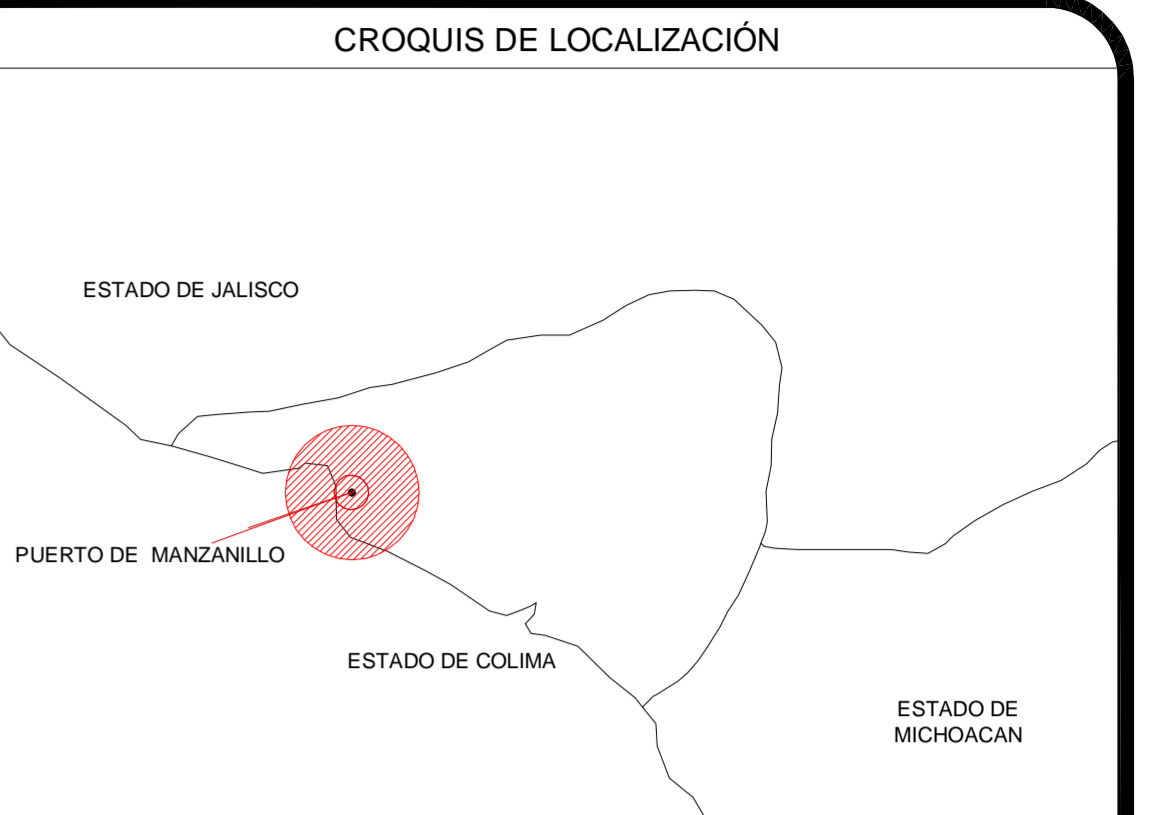 CROQUIS DE LOCALIZACIÓN
ESTADO DE JALISCO
PUERTO DE MANZANILLO
ESTADO DE COLIMA
ESTADO DE
MICHOACAN